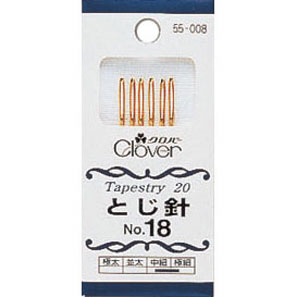 55-008
クロバー
Clover
Tapestry 20
とじ針
No.18
極太 並太 中細 極細